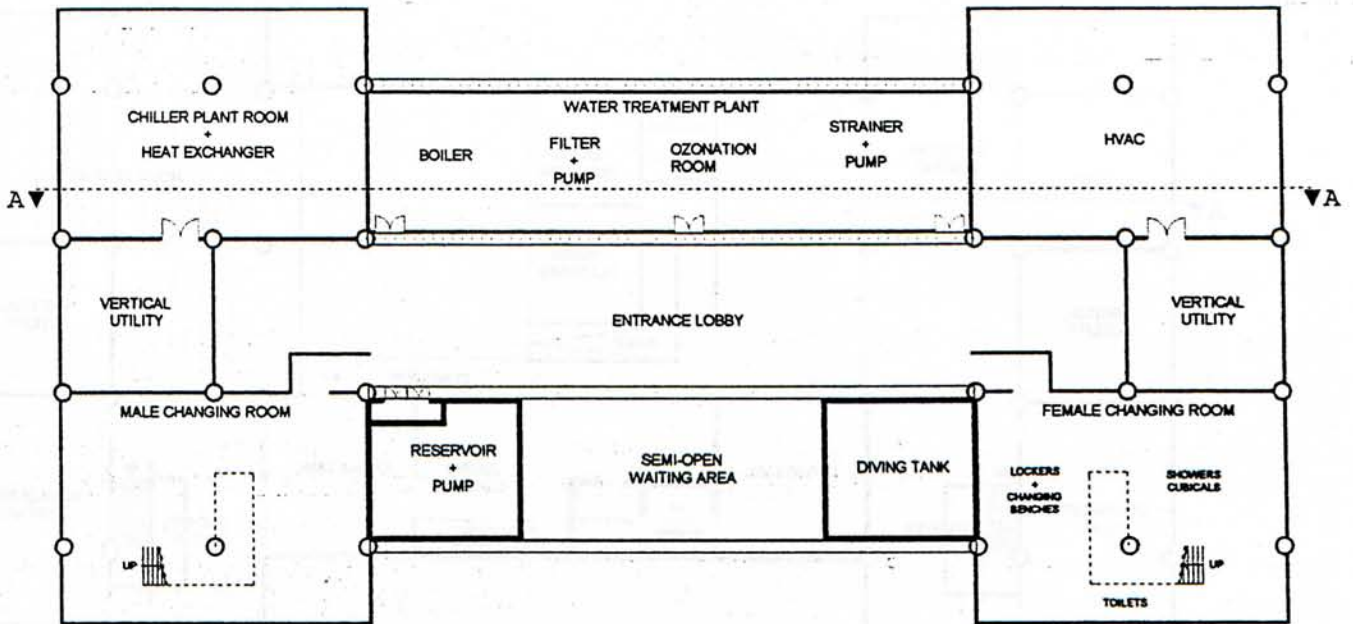 WATER TREATMENT PLANT
CHILLER PLANT ROOM
+
HEAT EXCHANGER
BOILER
FILTER
+
PUMP
OZONATION
ROOM
STRAINER
+
PUMP
HVAC
A
A
VERTICAL
UTILITY
ENTRANCE LOBBY
VERTICAL
UTILITY
MALE CHANGING ROOM
FEMALE CHANGING ROOM
RESERVOIR
+
PUMP
SEMI-OPEN
WAITING AREA
DIVING TANK
LOCKERS
+
CHANGING
BENCHES
SHOWERS
CUBICALS
UP
UP
TOILETS